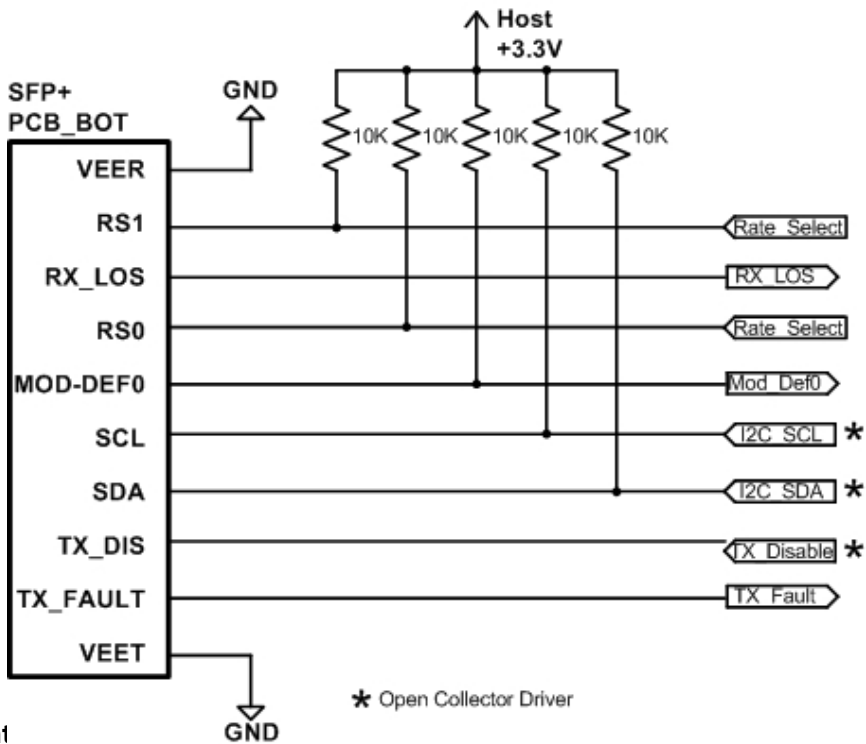 Host
+3.3V
SFP+
PCB_BOT
GND
10K 10K 10K 10K 10K
VEER
RS1 Rate_Select
RX_LOS RX_LOS
RS0 Rate_Select
MOD-DEF0 Mod_Def0
SCL I2C_SCL *
SDA I2C_SDA *
TX_DIS TX_Disable *
TX_FAULT TX_Fault
VEET
* Open Collector Driver
GND